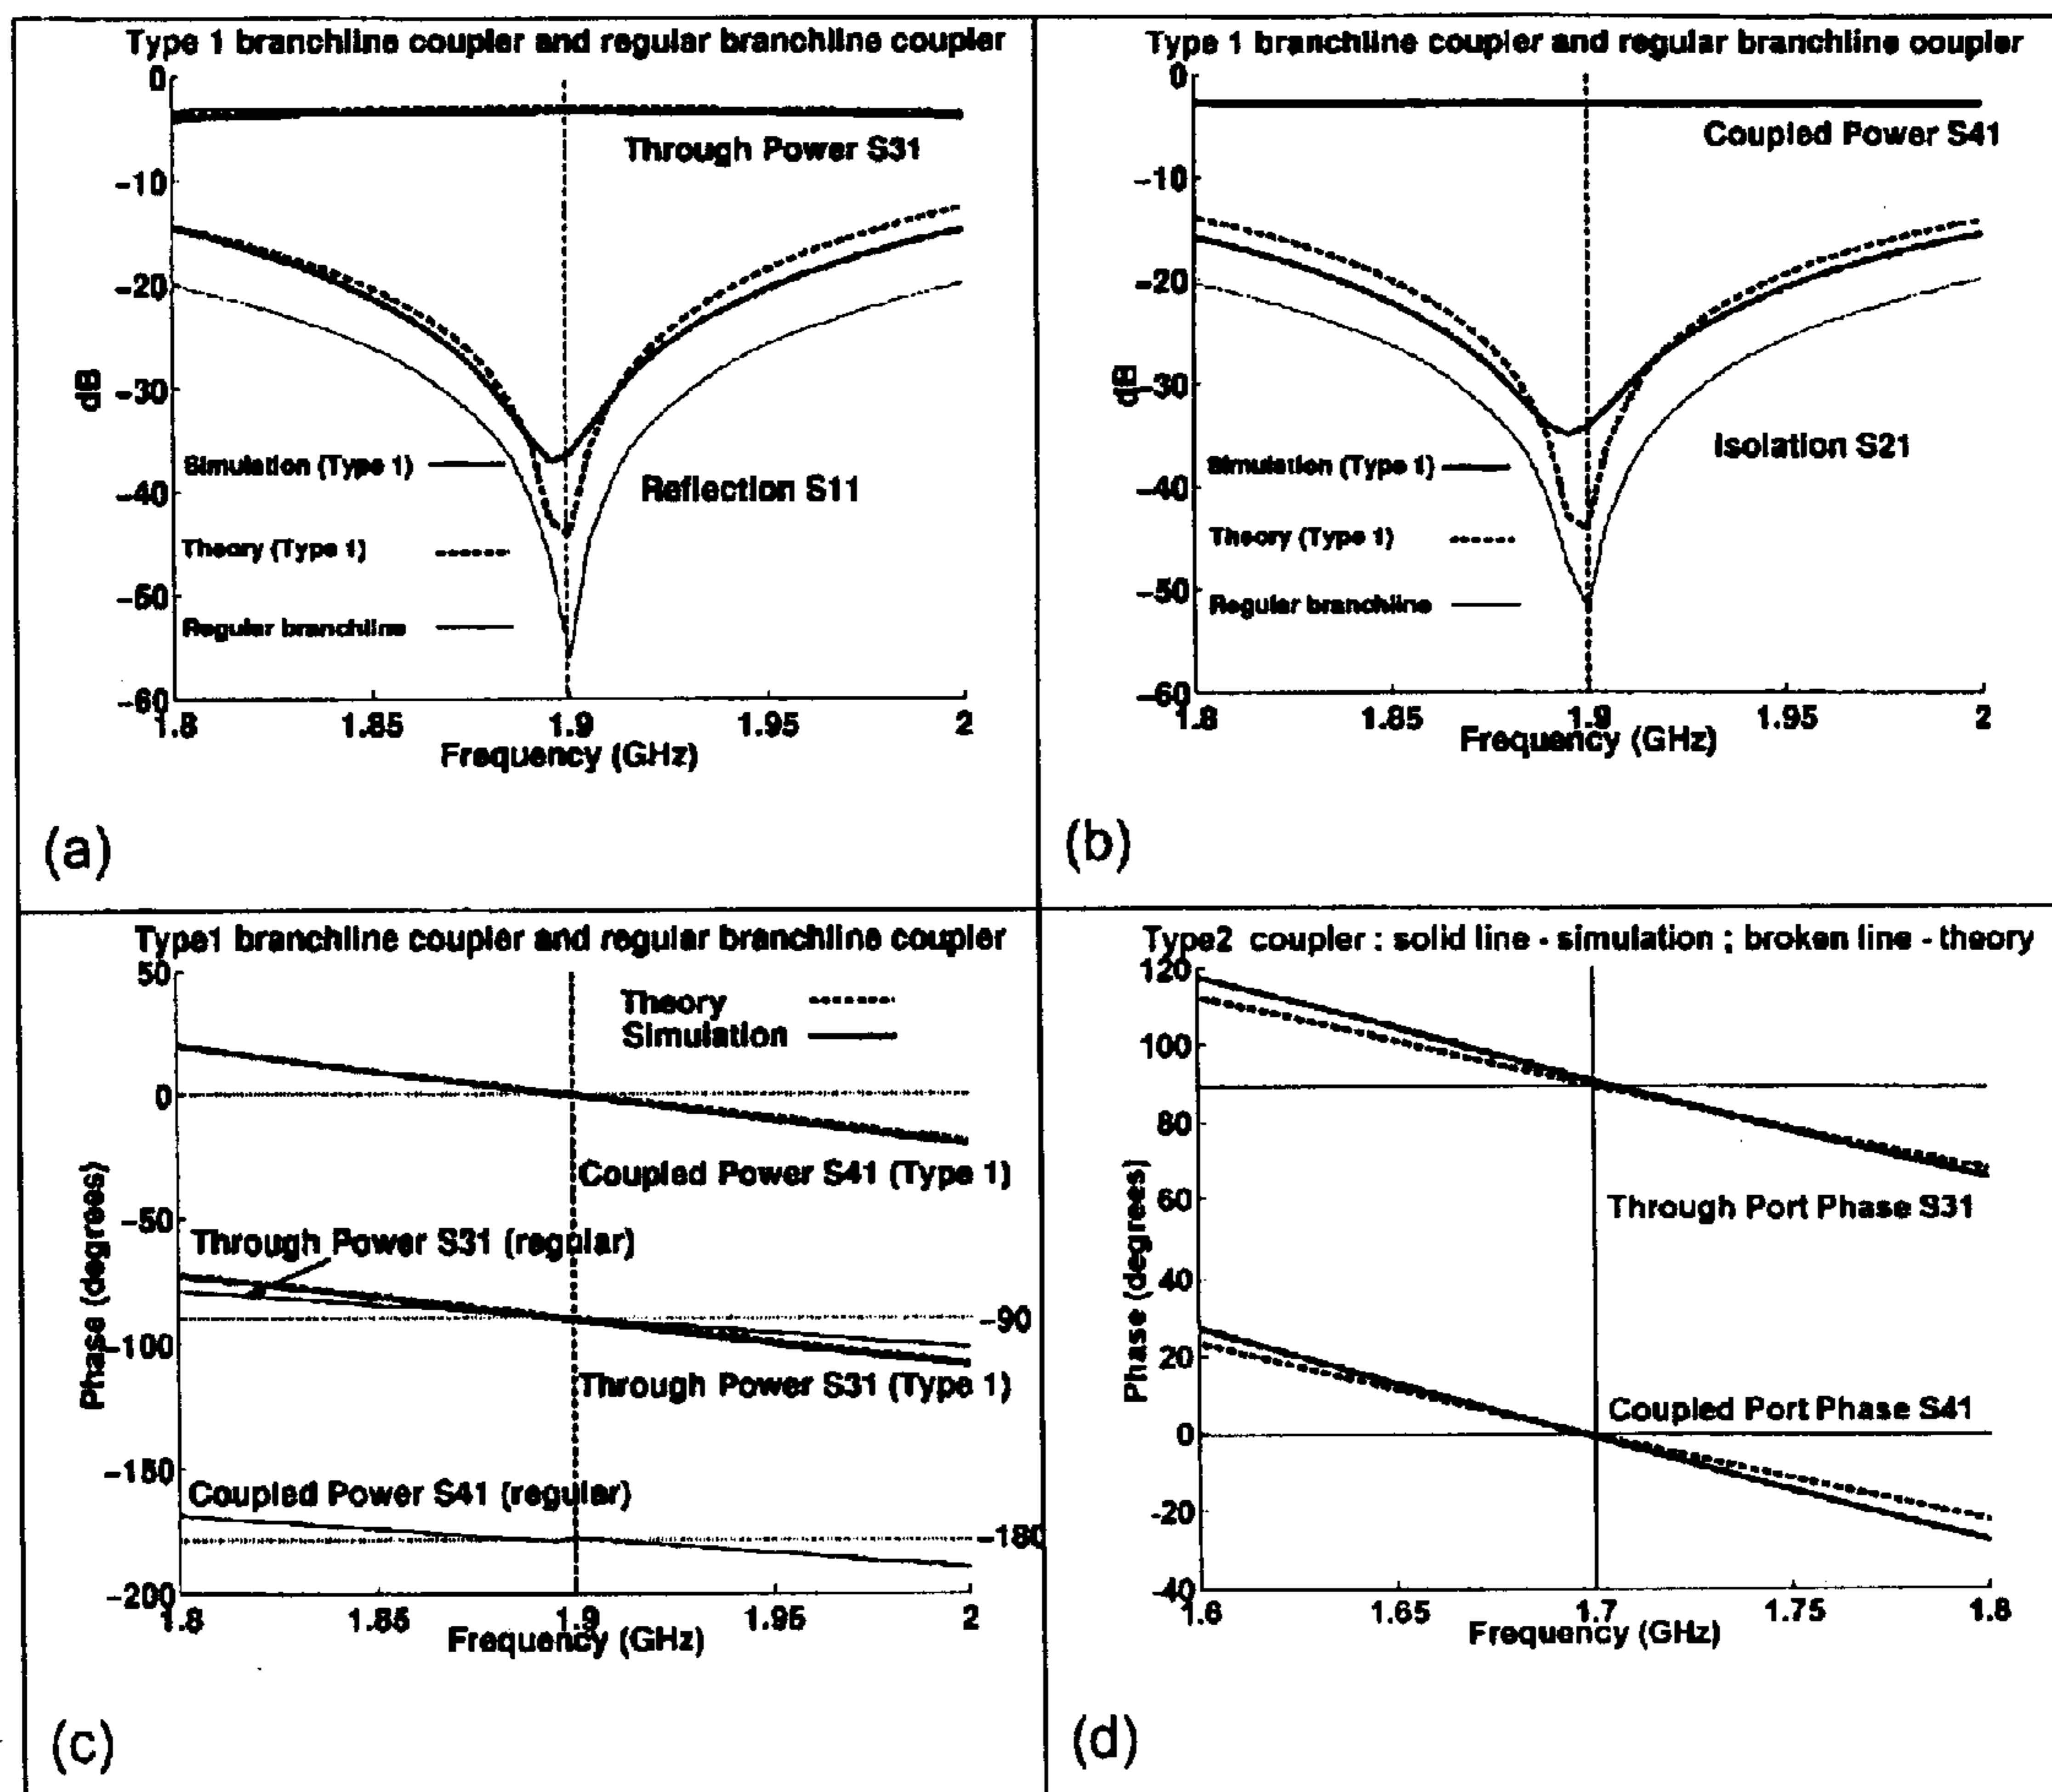 Type 1 branchline coupler and regular branchline coupler
0
Through Power S31
-10
-20
dB
-30
Simulation (Type 1)
-40
Reflection S11
Theory (Type 1)
-50
Regular branchline
-60
1.8 1.85 1.9 1.95 2
Frequency (GHz)
(a)
Type 1 branchline coupler and regular branchline coupler
0
Coupled Power S41
-10
-20
dB
-30
Isolation S21
Simulation (Type 1)
-40
Theory (Type 1)
-50
Regular branchline
-60
1.8 1.85 1.9 1.95 2
Frequency (GHz)
(b)
Type1 branchline coupler and regular branchline coupler
50
Theory
Simulation
0
Coupled Power S41 (Type 1)
Phase (degrees)
-50
Through Power S31 (regular)
-90
-100
Through Power S31 (Type 1)
-150
Coupled Power S41 (regular)
-180
-200
1.8 1.85 1.9 1.95 2
Frequency (GHz)
(c)
Type2 coupler : solid line - simulation ; broken line - theory
120
100
80
Phase (degrees)
60
Through Port Phase S31
40
20
Coupled Port Phase S41
0
-20
-40
1.6 1.65 1.7 1.75 1.8
Frequency (GHz)
(d)